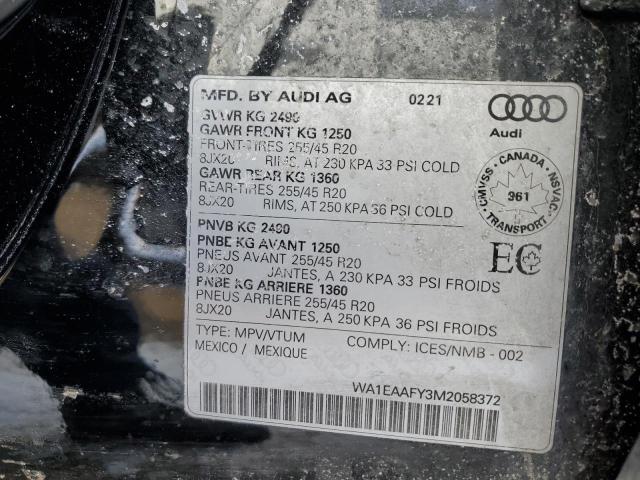 MFD. BY AUDI AG 0221
GVWR KG 2490
GAWR FRONT KG 1250
FRONT-TIRES 255/45 R20
8JX20 RIMS, AT 230 KPA 33 PSI COLD
GAWR REAR KG 1360
REAR-TIRES 255/45 R20
8JX20 RIMS, AT 250 KPA 36 PSI COLD
PNVB KG 2490
PNBE KG AVANT 1250
PNEUS AVANT 255/45 R20
8JX20 JANTES, A 230 KPA 33 PSI FROIDS
PNBE KG ARRIERE 1360
PNEUS ARRIERE 255/45 R20
8JX20 JANTES, A 250 KPA 36 PSI FROIDS
TYPE: MPV/VTUM COMPLY: ICES/NMB - 002
MEXICO / MEXIQUE
WA1EAAFY3M2058372
Audi
CMVSS - CANADA - NSVAC
961
TRANSPORT
EC